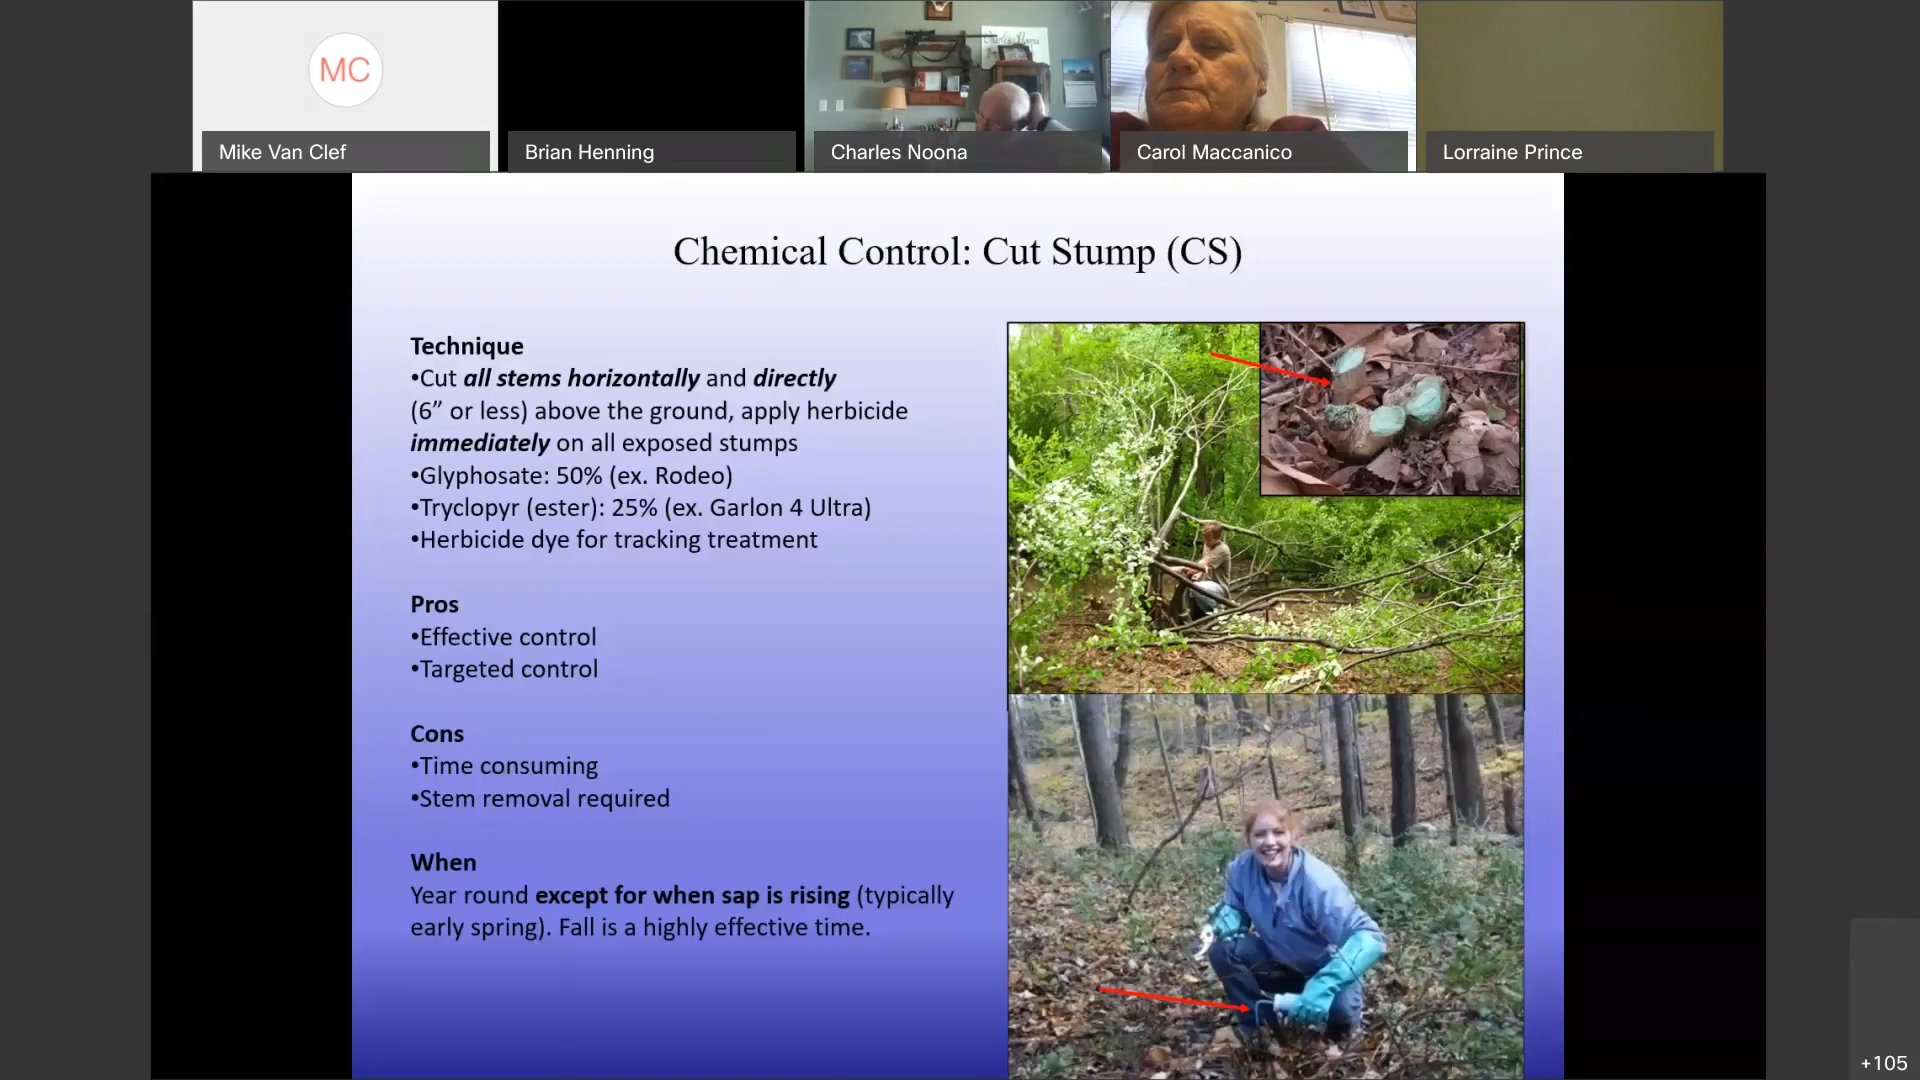 MC
Mike Van Clef
Brian Henning
Charles Noona
Carol Maccanico
Lorraine Prince
Chemical Control: Cut Stump (CS)
Technique
•Cut all stems horizontally and directly
(6” or less) above the ground, apply herbicide
immediately on all exposed stumps
•Glyphosate: 50% (ex. Rodeo)
•Tryclopyr (ester): 25% (ex. Garlon 4 Ultra)
•Herbicide dye for tracking treatment
Pros
•Effective control
•Targeted control
Cons
•Time consuming
•Stem removal required
When
Year round except for when sap is rising (typically
early spring). Fall is a highly effective time.
+105